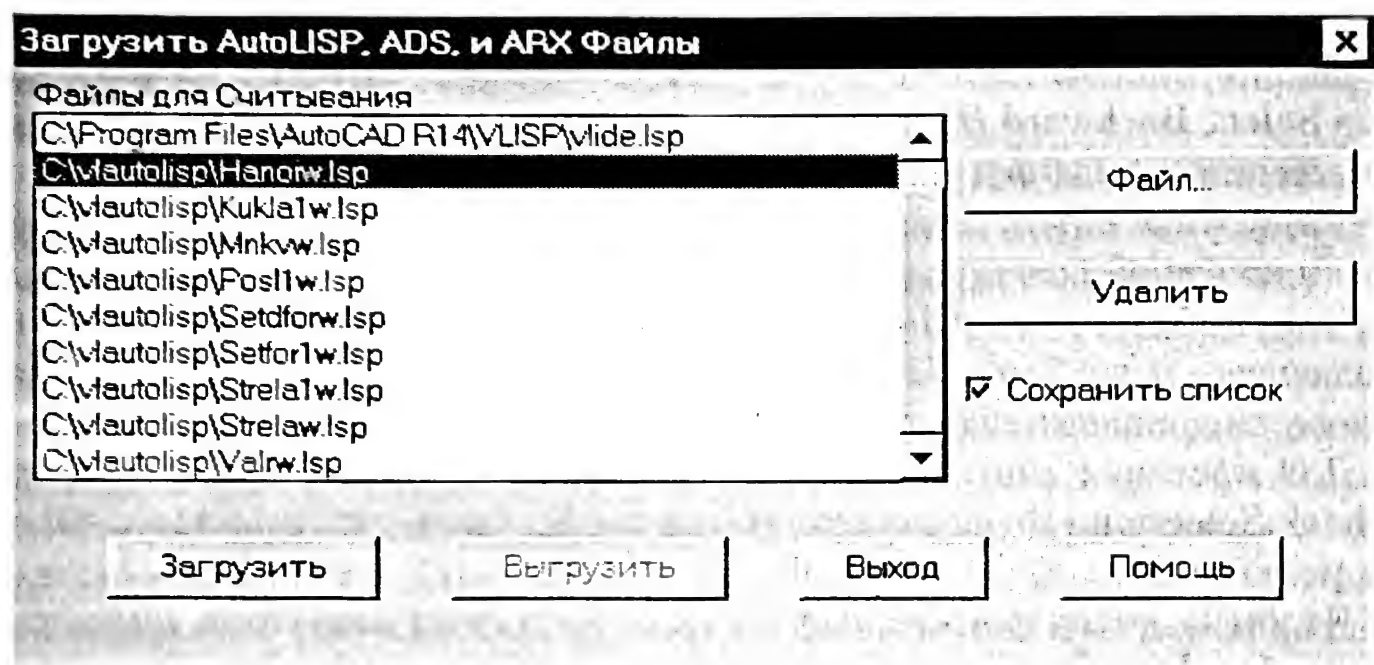 Загрузить AutoLISP, ADS, и ARX Файлы
Файлы для Считывания
C:\Program Files\AutoCAD R14\VLISP\vlide.lsp
C:\vlautolisp\Hanoiw.lsp
C:\vlautolisp\Kukla1w.lsp
C:\vlautolisp\Mnkvw.lsp
C:\vlautolisp\Posl1w.lsp
C:\vlautolisp\Setdforw.lsp
C:\vlautolisp\Setfor1w.lsp
C:\vlautolisp\Strela1w.lsp
C:\vlautolisp\Strelaw.lsp
C:\vlautolisp\Valrw.lsp
Файл...
Удалить
Сохранить список
Загрузить
Выгрузить
Выход
Помощь